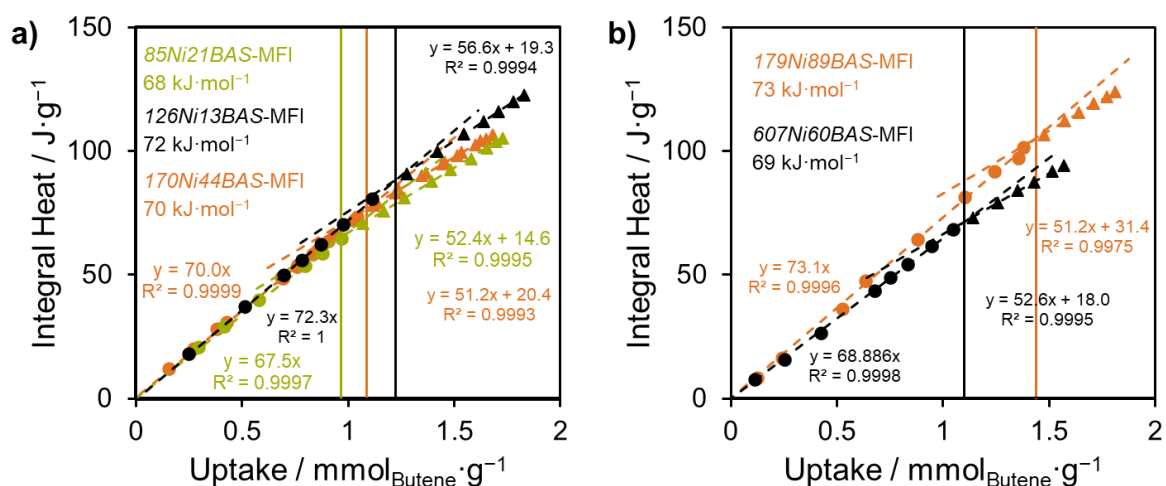 a)
Integral Heat / J·g⁻¹
150
100
50
0
85Ni21BAS-MFI
68 kJ·mol⁻¹
126Ni13BAS-MFI
72 kJ·mol⁻¹
170Ni44BAS-MFI
70 kJ·mol⁻¹
y = 56.6x + 19.3
R² = 0.9994
y = 52.4x + 14.6
R² = 0.9995
y = 70.0x
R² = 0.9999
y = 51.2x + 20.4
R² = 0.9993
y = 72.3x
R² = 1
y = 67.5x
R² = 0.9997
0
0.5
1
1.5
2
Uptake / mmol_Butene·g⁻¹
b)
Integral Heat / J·g⁻¹
150
100
50
0
179Ni89BAS-MFI
73 kJ·mol⁻¹
607Ni60BAS-MFI
69 kJ·mol⁻¹
y = 73.1x
R² = 0.9996
y = 51.2x + 31.4
R² = 0.9975
y = 52.6x + 18.0
R² = 0.9995
y = 68.886x
R² = 0.9998
0
0.5
1
1.5
2
Uptake / mmol_Butene·g⁻¹